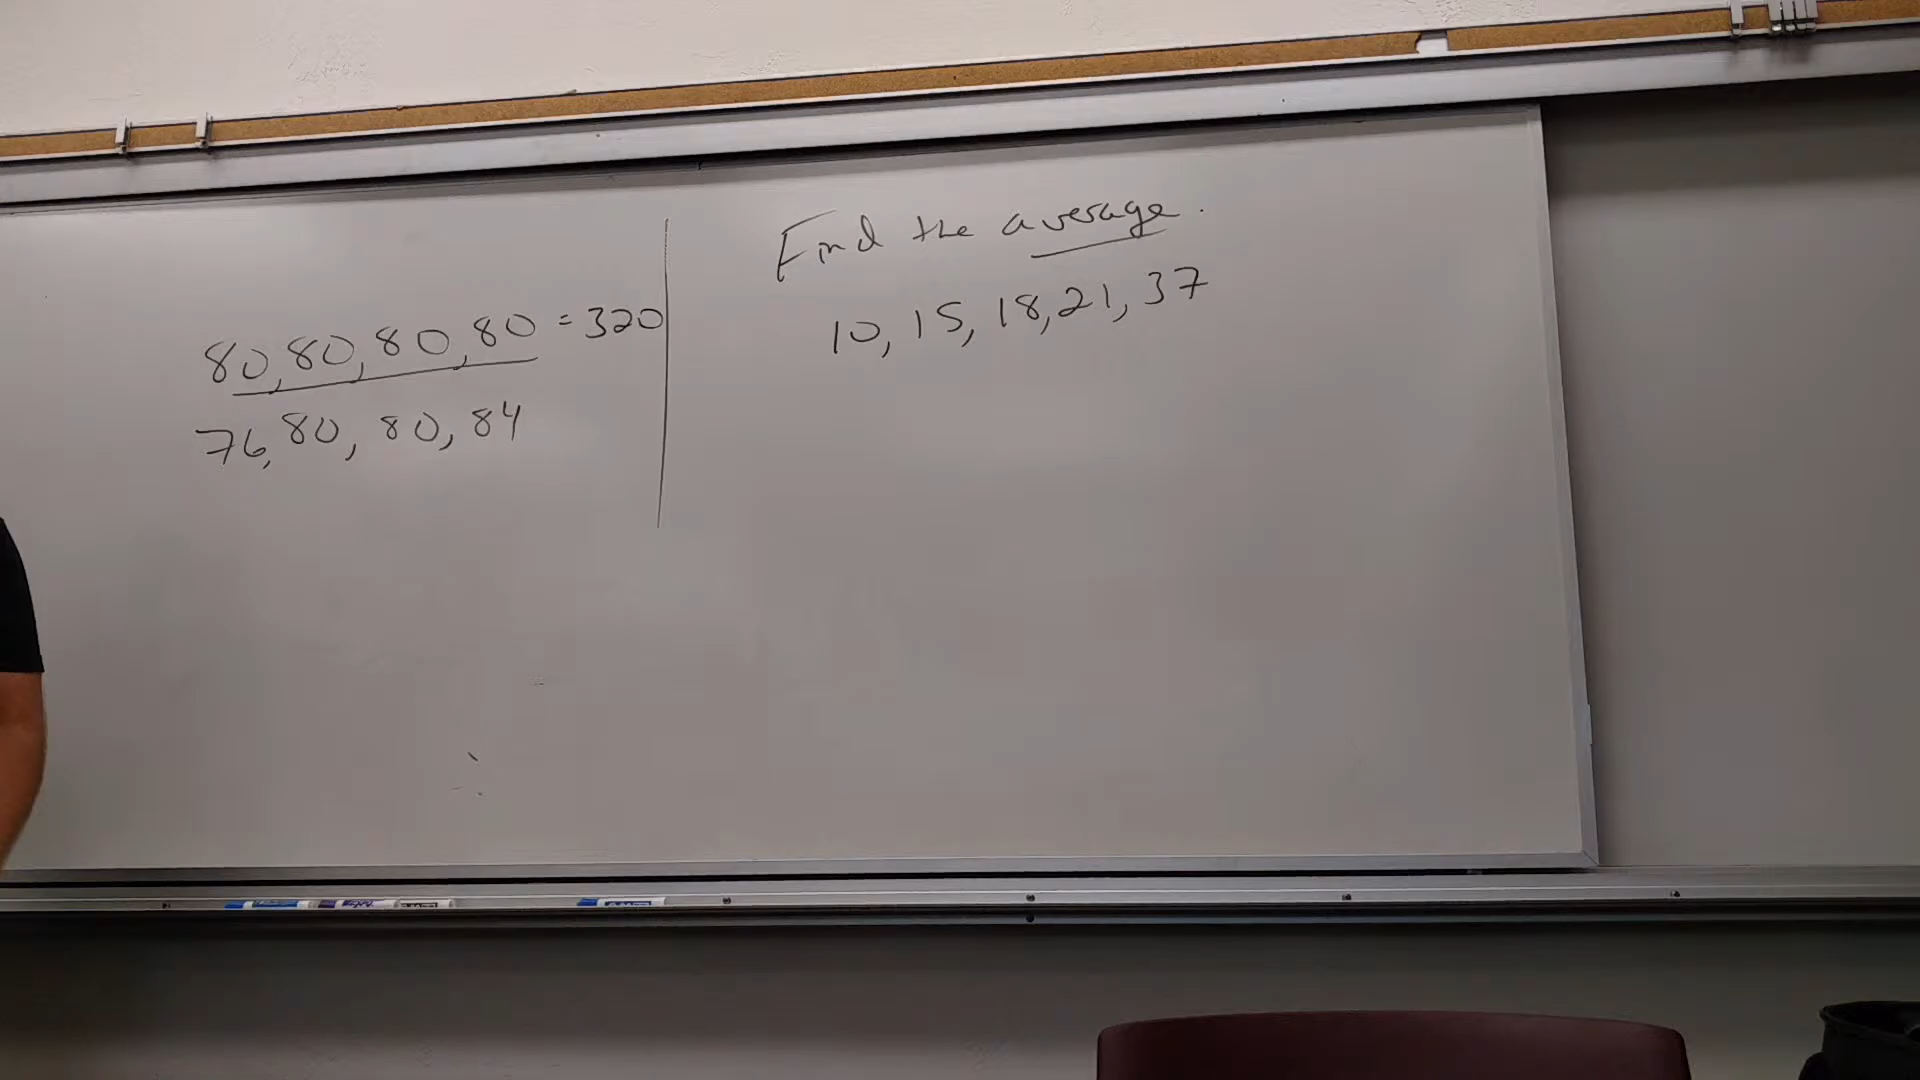 80, 80, 80, 80 = 320
76, 80, 80, 84
Find the average.
10, 15, 18, 21, 37